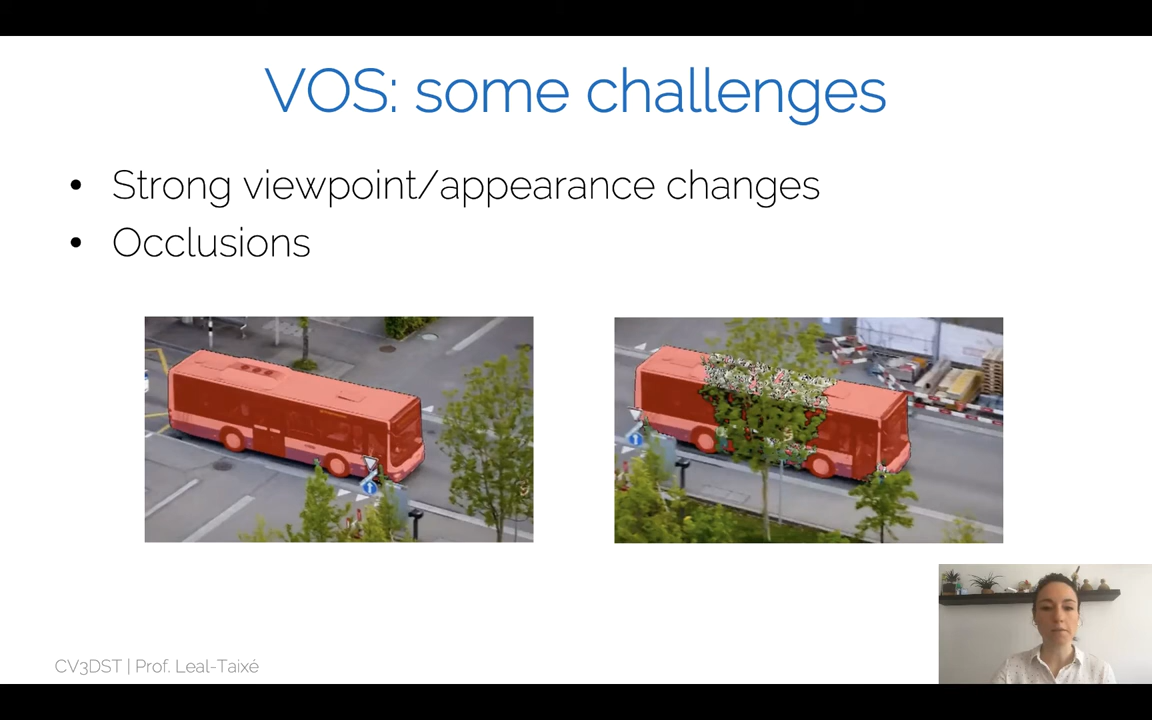 VOS: some challenges
• Strong viewpoint/appearance changes
• Occlusions
CV3DST | Prof. Leal-Taixé